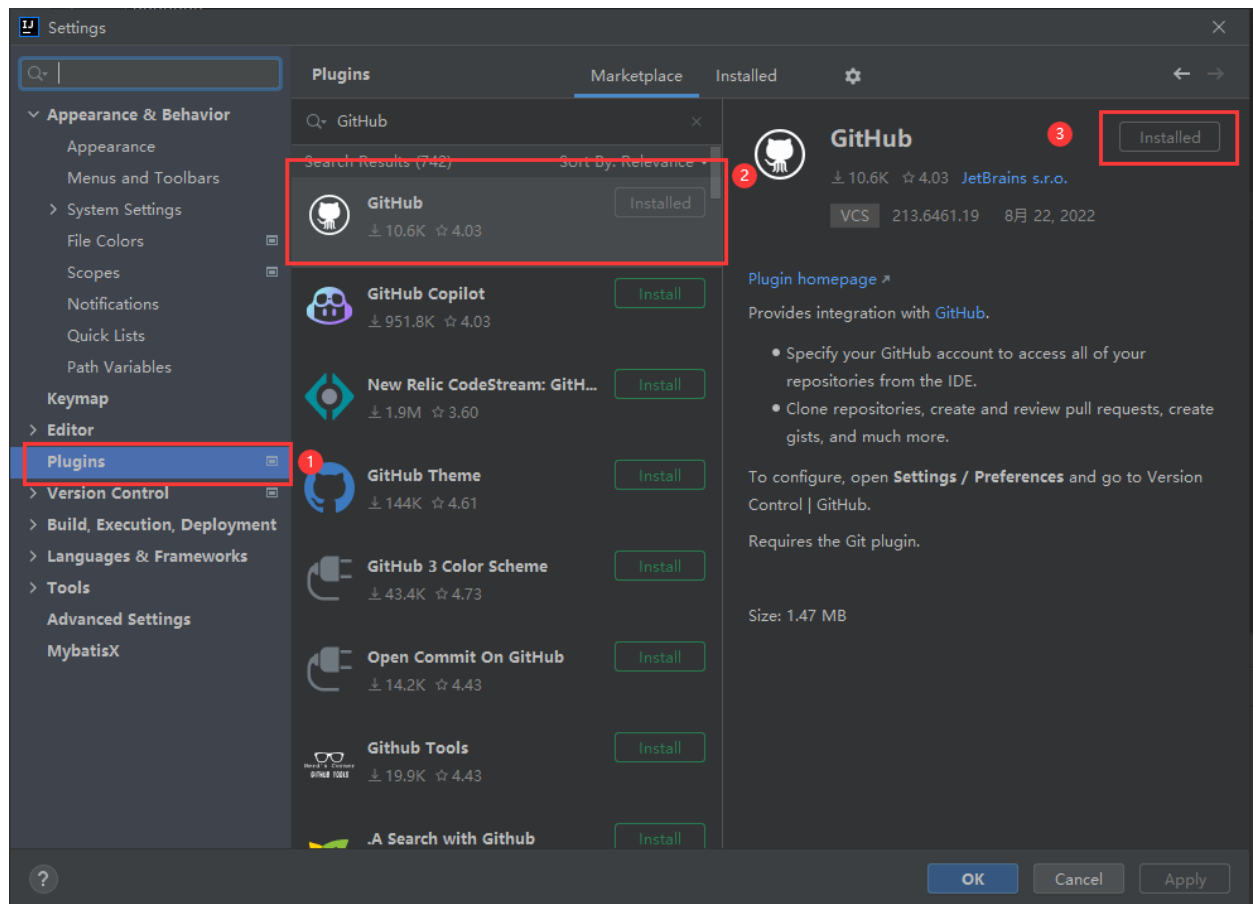 Settings
Appearance & Behavior
Appearance
Menus and Toolbars
System Settings
File Colors
Scopes
Notifications
Quick Lists
Path Variables
Keymap
Editor
Plugins
Version Control
Build, Execution, Deployment
Languages & Frameworks
Tools
Advanced Settings
MybatisX
1
Plugins
Marketplace
Installed
GitHub
Search Results (742)
Sort By: Relevance
2
GitHub
Installed
10.6K 4.03
GitHub Copilot
Install
951.8K 4.03
New Relic CodeStream: GitH...
Install
1.9M 3.60
GitHub Theme
Install
144K 4.61
GitHub 3 Color Scheme
Install
43.4K 4.73
Open Commit On GitHub
Install
14.2K 4.43
Nerd's Corner
GITHUB TOOLS
Github Tools
Install
19.9K 4.43
.A Search with Github
Install
GitHub
3
Installed
10.6K 4.03 JetBrains s.r.o.
VCS 213.6461.19 8月 22, 2022
Plugin homepage
Provides integration with GitHub.
Specify your GitHub account to access all of your
repositories from the IDE.
Clone repositories, create and review pull requests, create
gists, and much more.
To configure, open Settings / Preferences and go to Version
Control | GitHub.
Requires the Git plugin.
Size: 1.47 MB
?
OK
Cancel
Apply